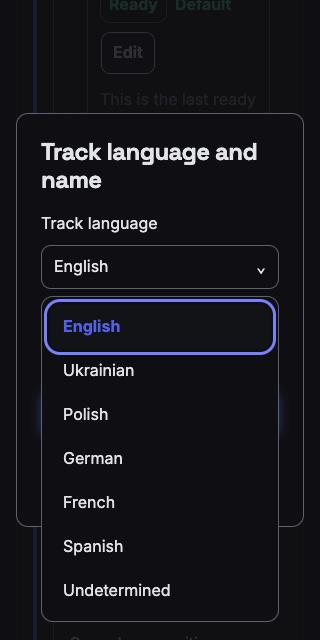 Ready Default
Edit
This is the last ready
Track language and
name
Track language
English
English
Ukrainian
Polish
German
French
Spanish
Undetermined